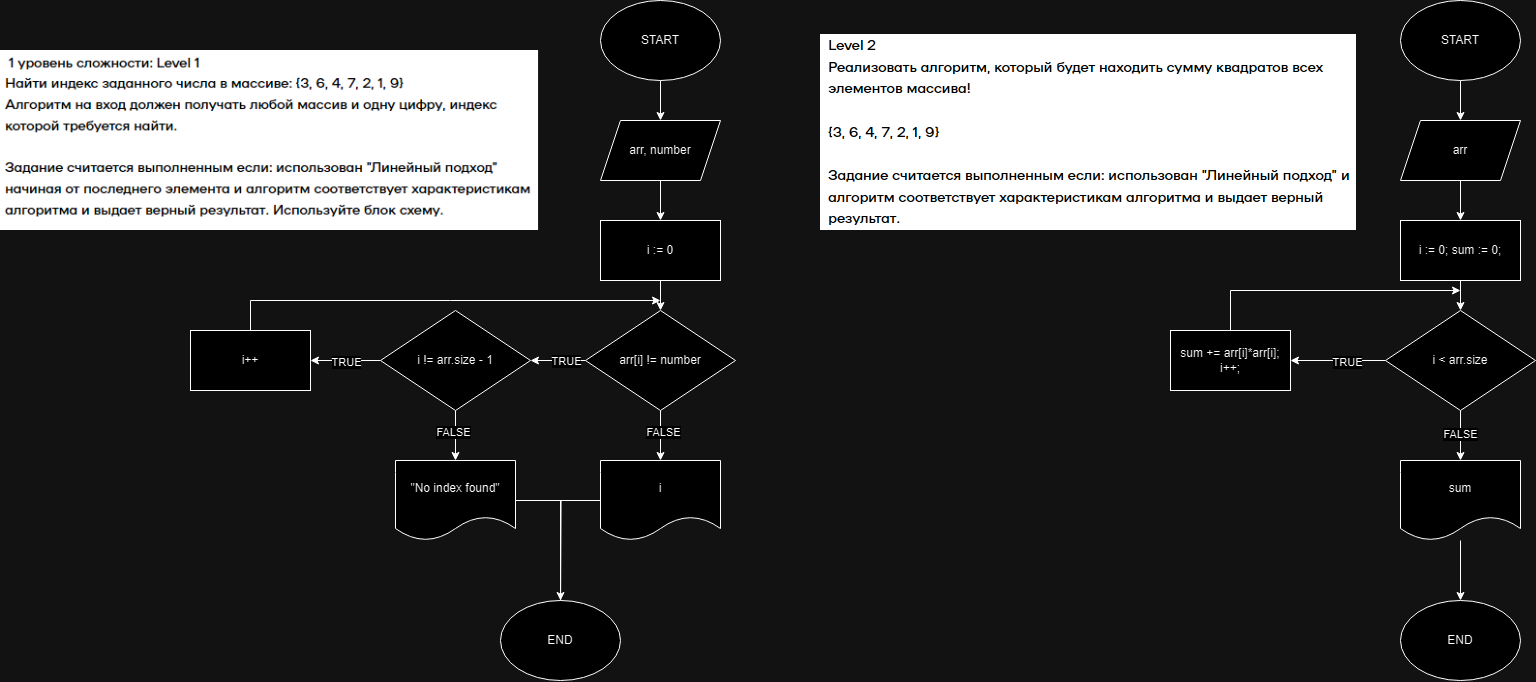 1 уровень сложности: Level 1
Найти индекс заданного числа в массиве: {3, 6, 4, 7, 2, 1, 9}
Алгоритм на вход должен получать любой массив и одну цифру, индекс
которой требуется найти.
Задание считается выполненным если: использован "Линейный подход"
начиная от последнего элемента и алгоритм соответствует характеристикам
алгоритма и выдает верный результат. Используйте блок схему.
START
arr, number
i := 0
i++
TRUE
i != arr.size - 1
TRUE
arr[i] != number
FALSE
FALSE
"No index found"
i
END
Level 2
Реализовать алгоритм, который будет находить сумму квадратов всех
элементов массива!
{3, 6, 4, 7, 2, 1, 9}
Задание считается выполненным если: использован "Линейный подход" и
алгоритм соответствует характеристикам алгоритма и выдает верный
результат.
START
arr
i := 0; sum := 0;
sum += arr[i]*arr[i];
i++;
TRUE
i < arr.size
FALSE
sum
END